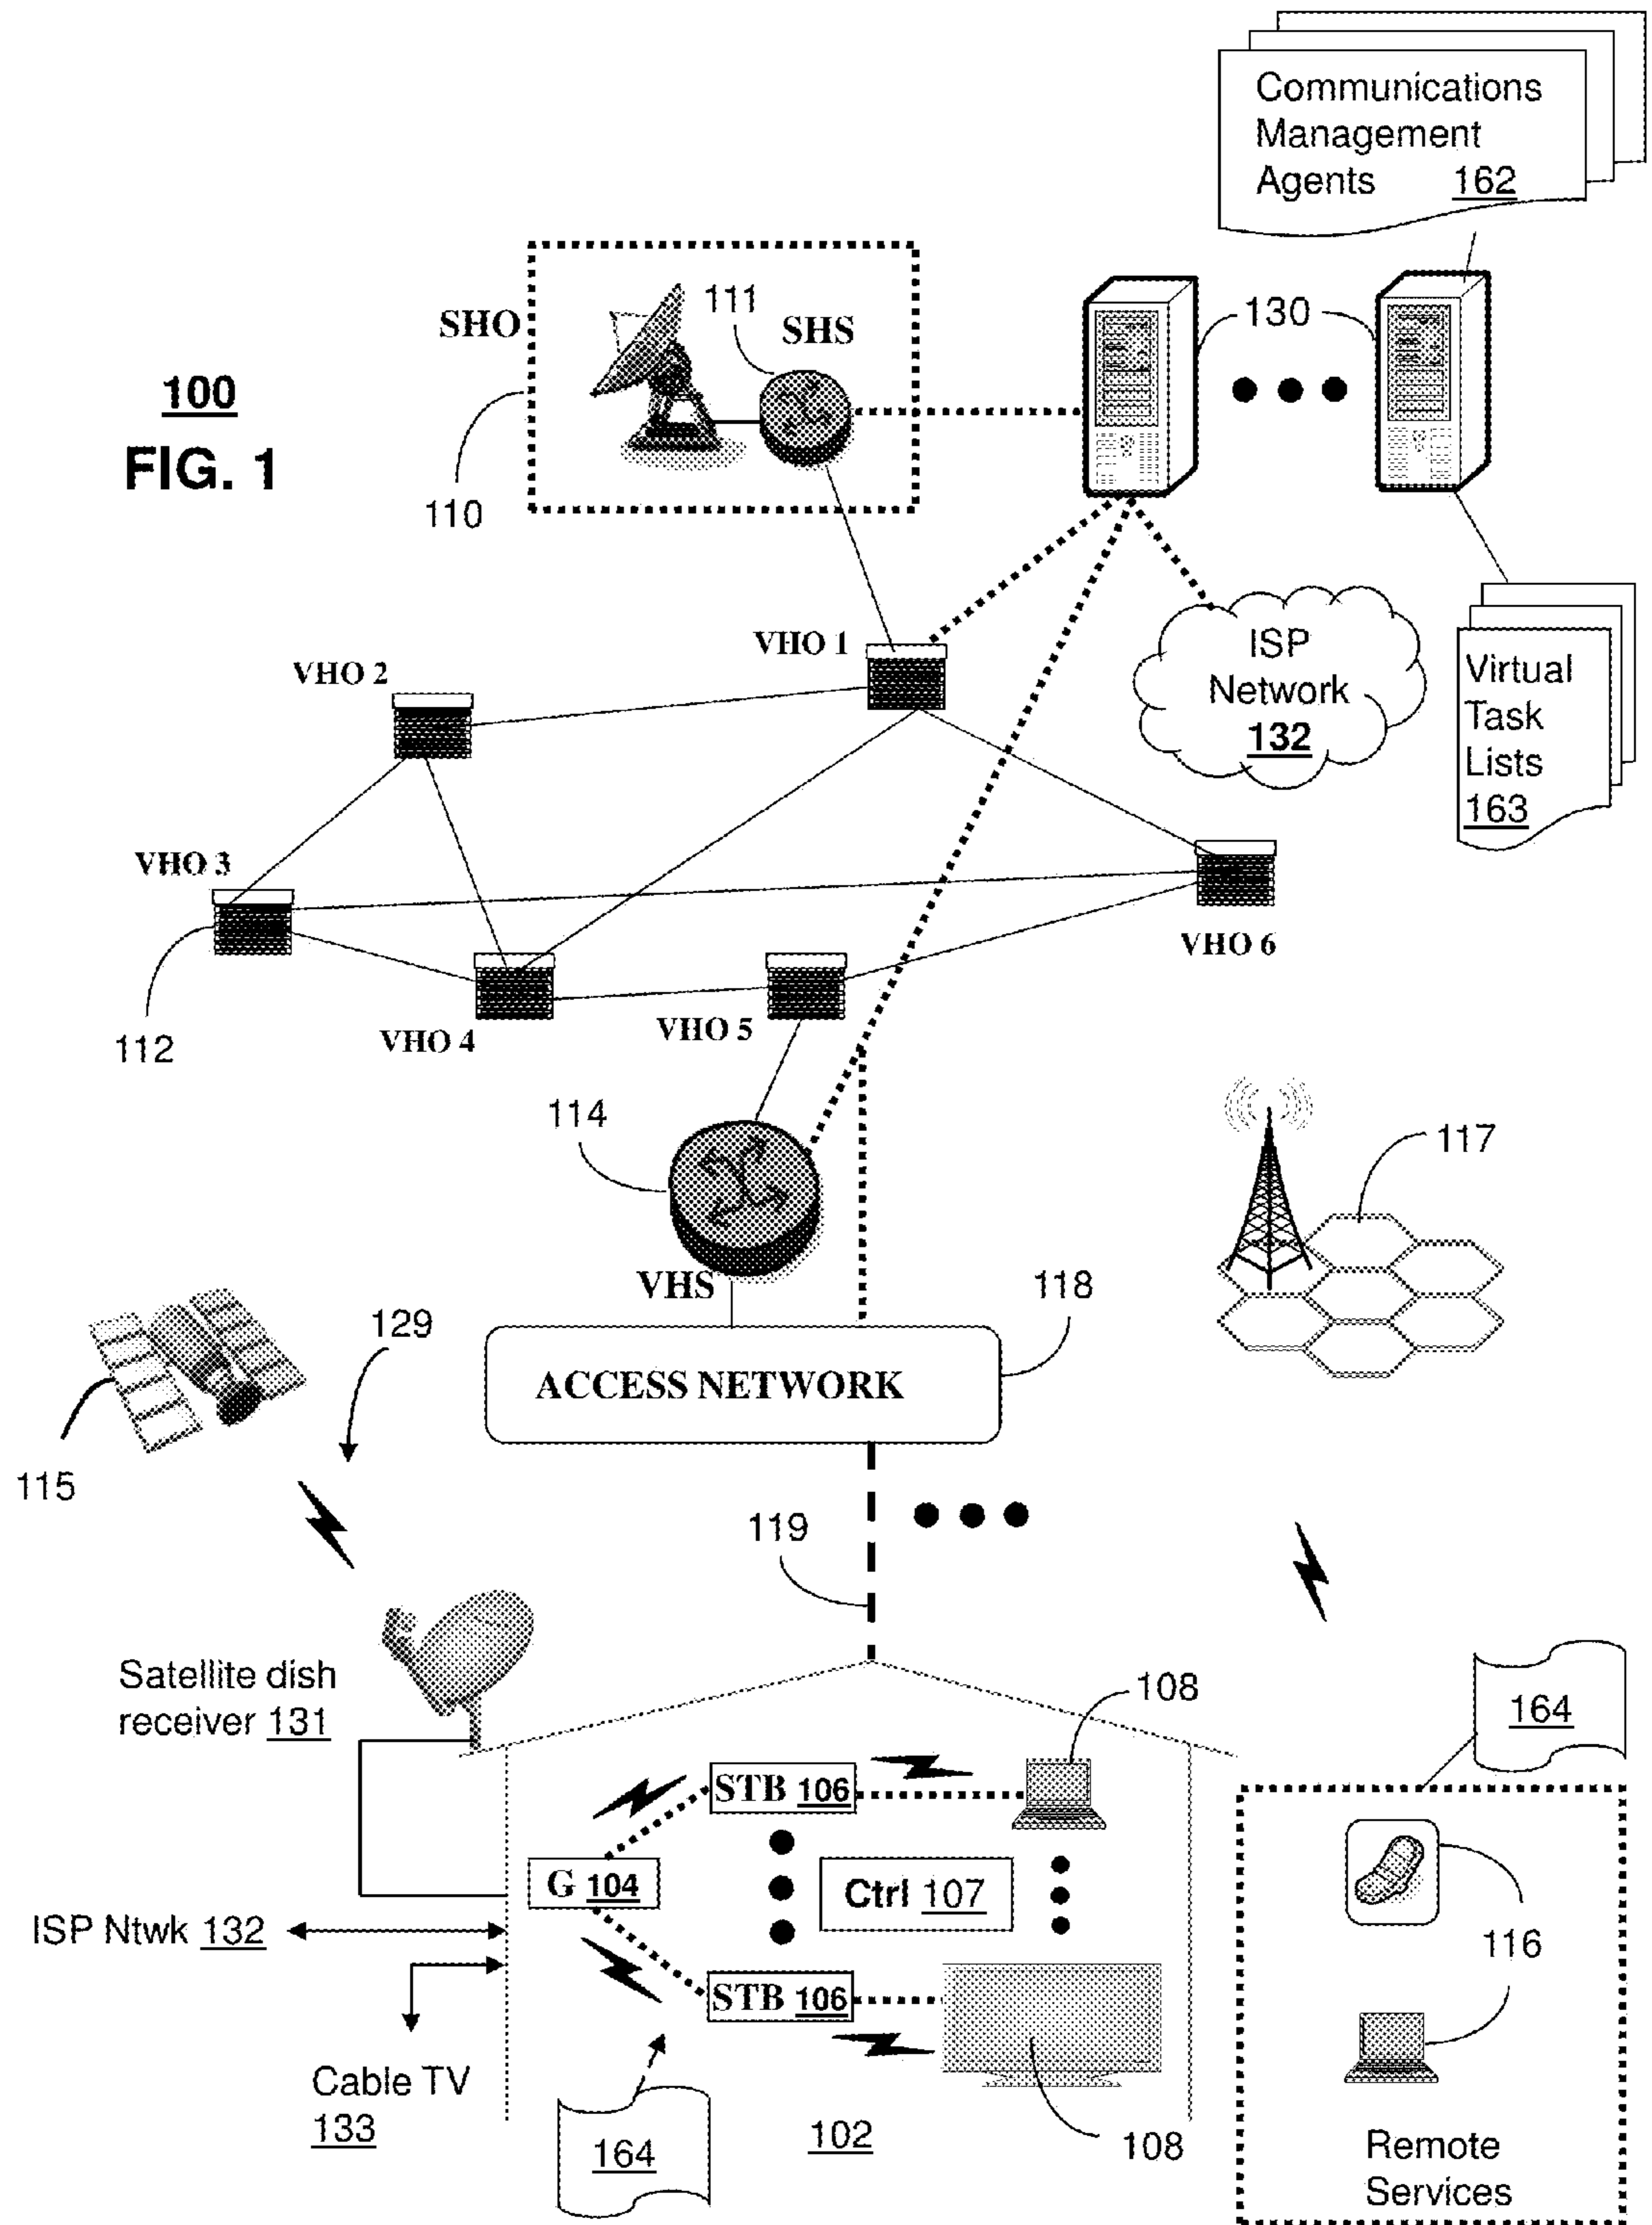 Communications
Management
Agents 162
111
SHS
SHO
130
100
FIG. 1
110
VHO 1
ISP
Network
132
VHO 2
Virtual
Task
Lists
163
VHO 3
VHO 6
112
VHO 4
VHO 5
114
117
VHS
118
129
ACCESS NETWORK
115
119
Satellite dish
receiver 131
108
164
STB 106
G 104
Ctrl 107
ISP Ntwk 132
116
STB 106
Cable TV
133
164
102
108
Remote
Services